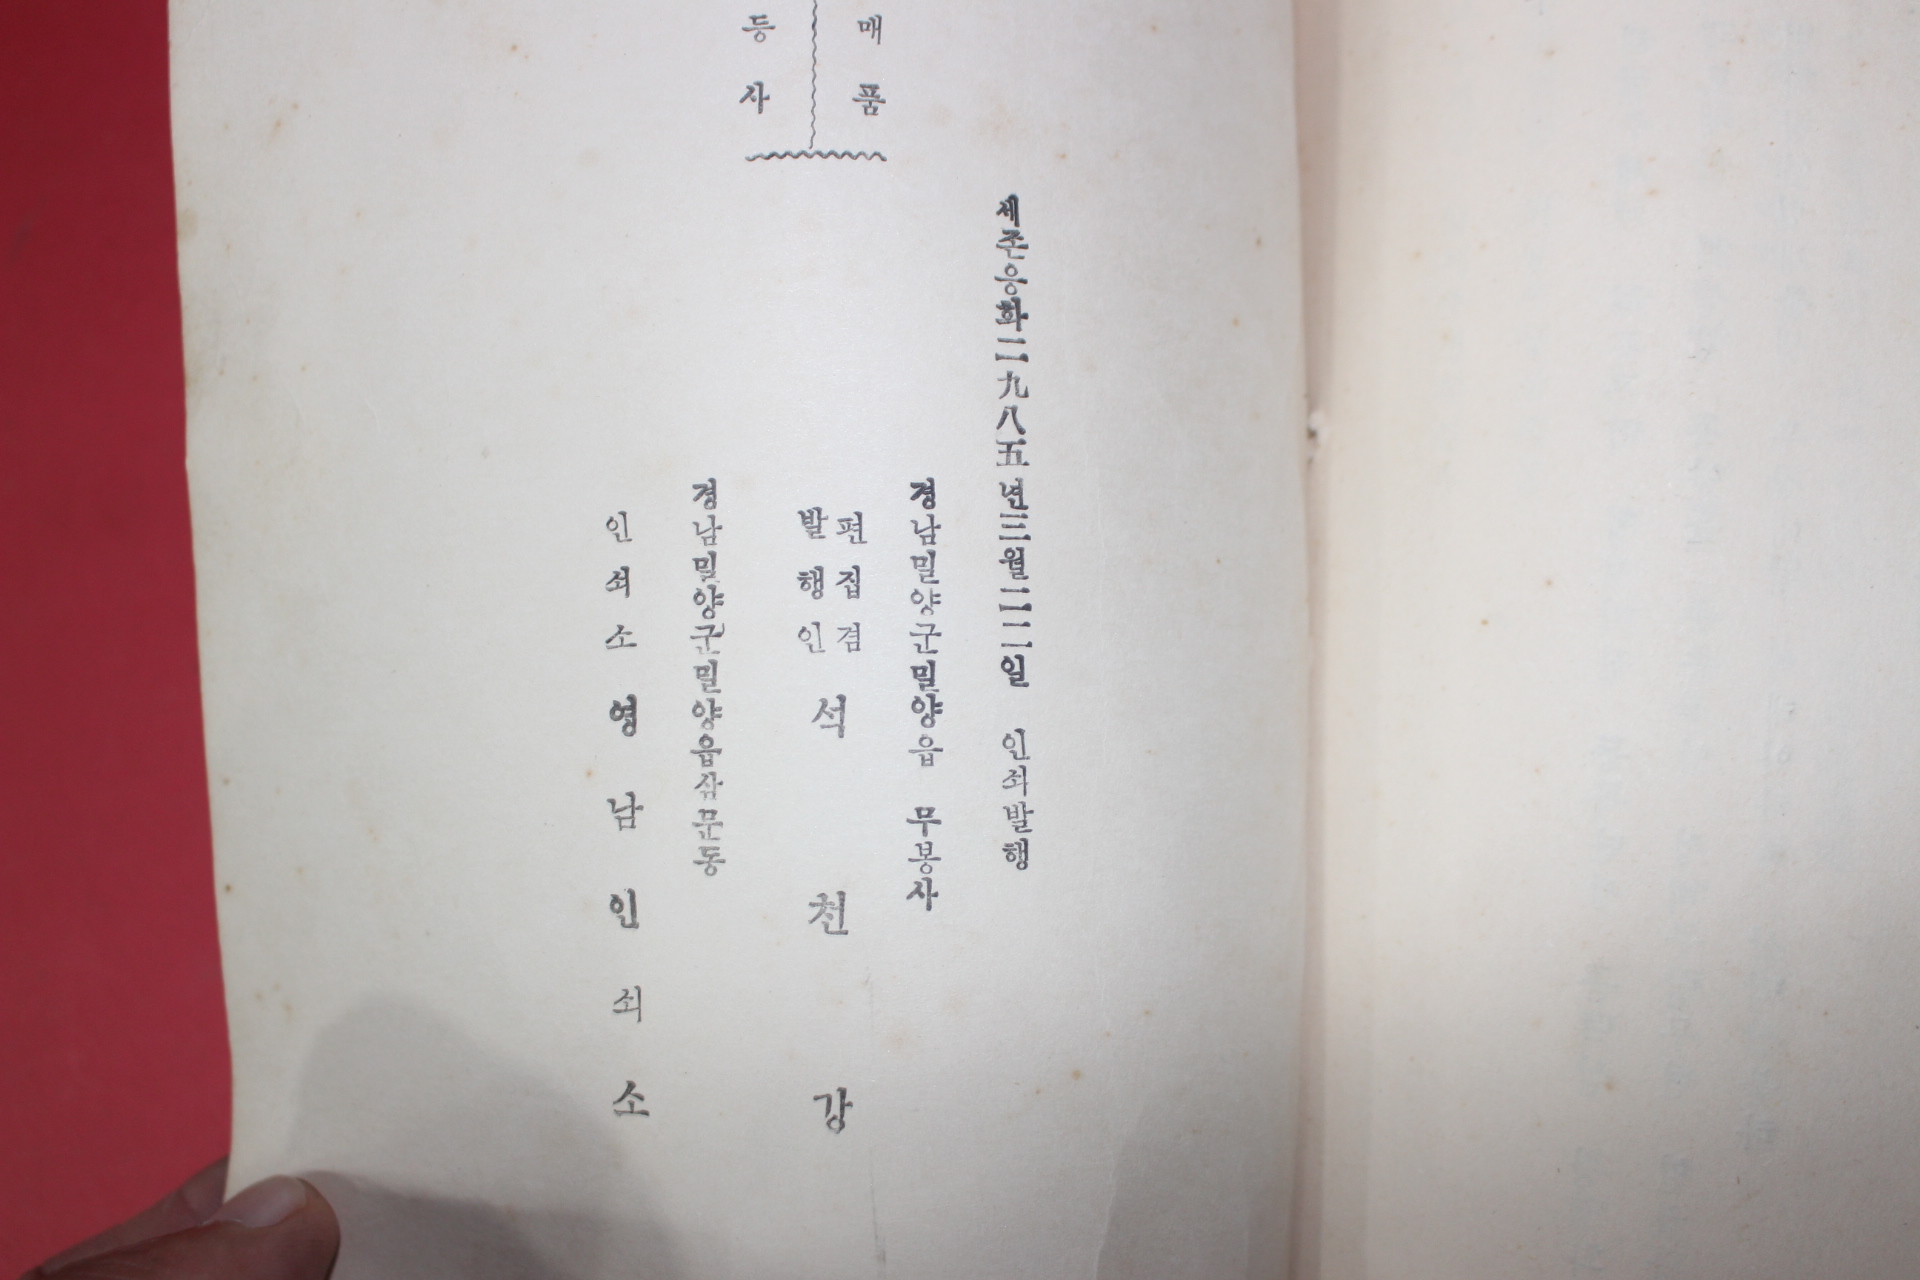 매품
등사
세존응화二九八五년三월二二일 인쇄발행
경남밀양군밀양읍 무봉사
편집겸
발행인 석천강
경남밀양군밀양읍삼문동
인쇄소 영남인쇄소